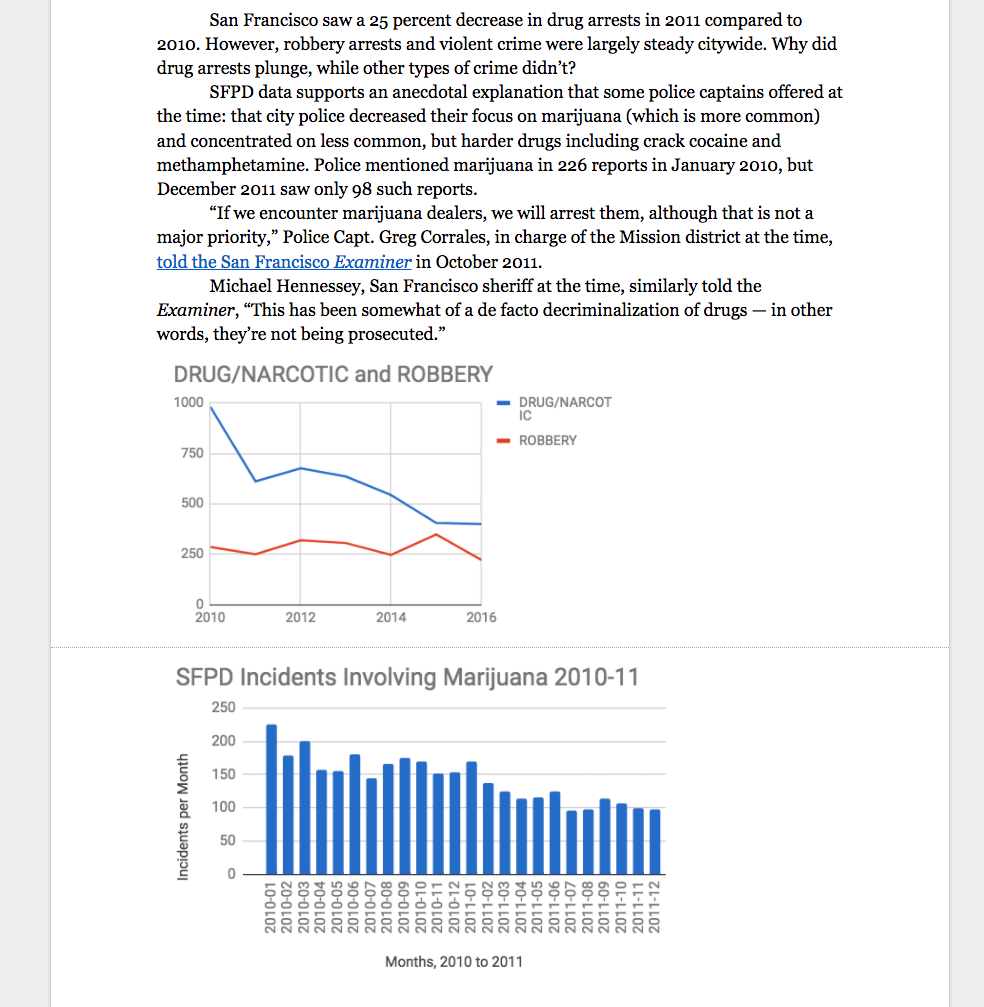 San Francisco saw a 25 percent decrease in drug arrests in 2011 compared to
2010. However, robbery arrests and violent crime were largely steady citywide. Why did
drug arrests plunge, while other types of crime didn’t?
SFPD data supports an anecdotal explanation that some police captains offered at
the time: that city police decreased their focus on marijuana (which is more common)
and concentrated on less common, but harder drugs including crack cocaine and
methamphetamine. Police mentioned marijuana in 226 reports in January 2010, but
December 2011 saw only 98 such reports.
“If we encounter marijuana dealers, we will arrest them, although that is not a
major priority,” Police Capt. Greg Corrales, in charge of the Mission district at the time,
told the San Francisco Examiner in October 2011.
Michael Hennessey, San Francisco sheriff at the time, similarly told the
Examiner, “This has been somewhat of a de facto decriminalization of drugs — in other
words, they’re not being prosecuted.”
DRUG/NARCOTIC and ROBBERY
1000
750
500
250
0
2010 2012 2014 2016
DRUG/NARCOT
IC
ROBBERY
SFPD Incidents Involving Marijuana 2010-11
Incidents per Month
250
200
150
100
50
0
2010-01
2010-02
2010-03
2010-04
2010-05
2010-06
2010-07
2010-08
2010-09
2010-10
2010-11
2010-12
2011-01
2011-02
2011-03
2011-04
2011-05
2011-06
2011-07
2011-08
2011-09
2011-10
2011-11
2011-12
Months, 2010 to 2011